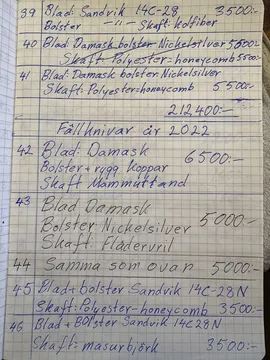 39 Blad: Sandvik 14C-28 3500:-
Bolster -"- Skaft: Kolfiber
40 Blad: Damask bolster Nickelsilver 5500:-
Skaft: Polyester=honeycomb 5500:-
41 Blad: Damask bolster Nickelsilver
Skaft: Polyester=honeycomb 5500:-
212400:-
Fällknivar år 2022
42 Blad: Damask 6500:-
Bolster + rygg Koppar
Skaft Mammuttand
43 Blad Damask
Bolster: Nickelsilver 5000:-
Skaft: Flädervril
44 Samma som ovan 5000:-
45 Blad + bolster Sandvik 14C-28N
Skaft: Polyester-honeycomb 3500:-
46 Blad + Bolster Sandvik 14C28N
Skaft: masurbjörk 3500:-